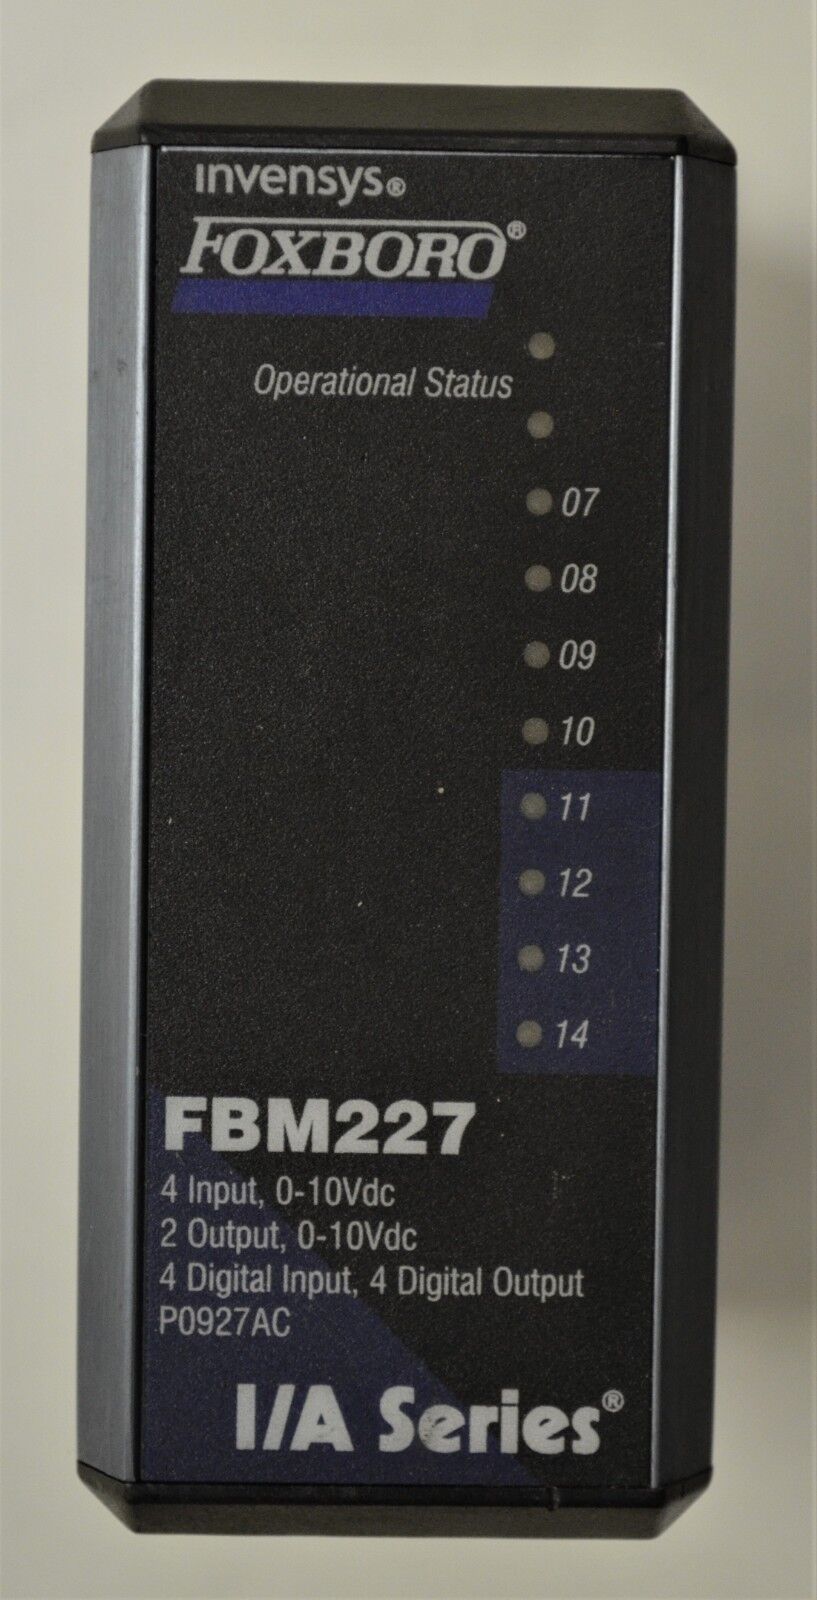 invensys®
FOXBORO®
Operational Status
07
08
09
10
11
12
13
14
FBM227
4 Input, 0-10Vdc
2 Output, 0-10Vdc
4 Digital Input, 4 Digital Output
P0927AC
I/A Series®